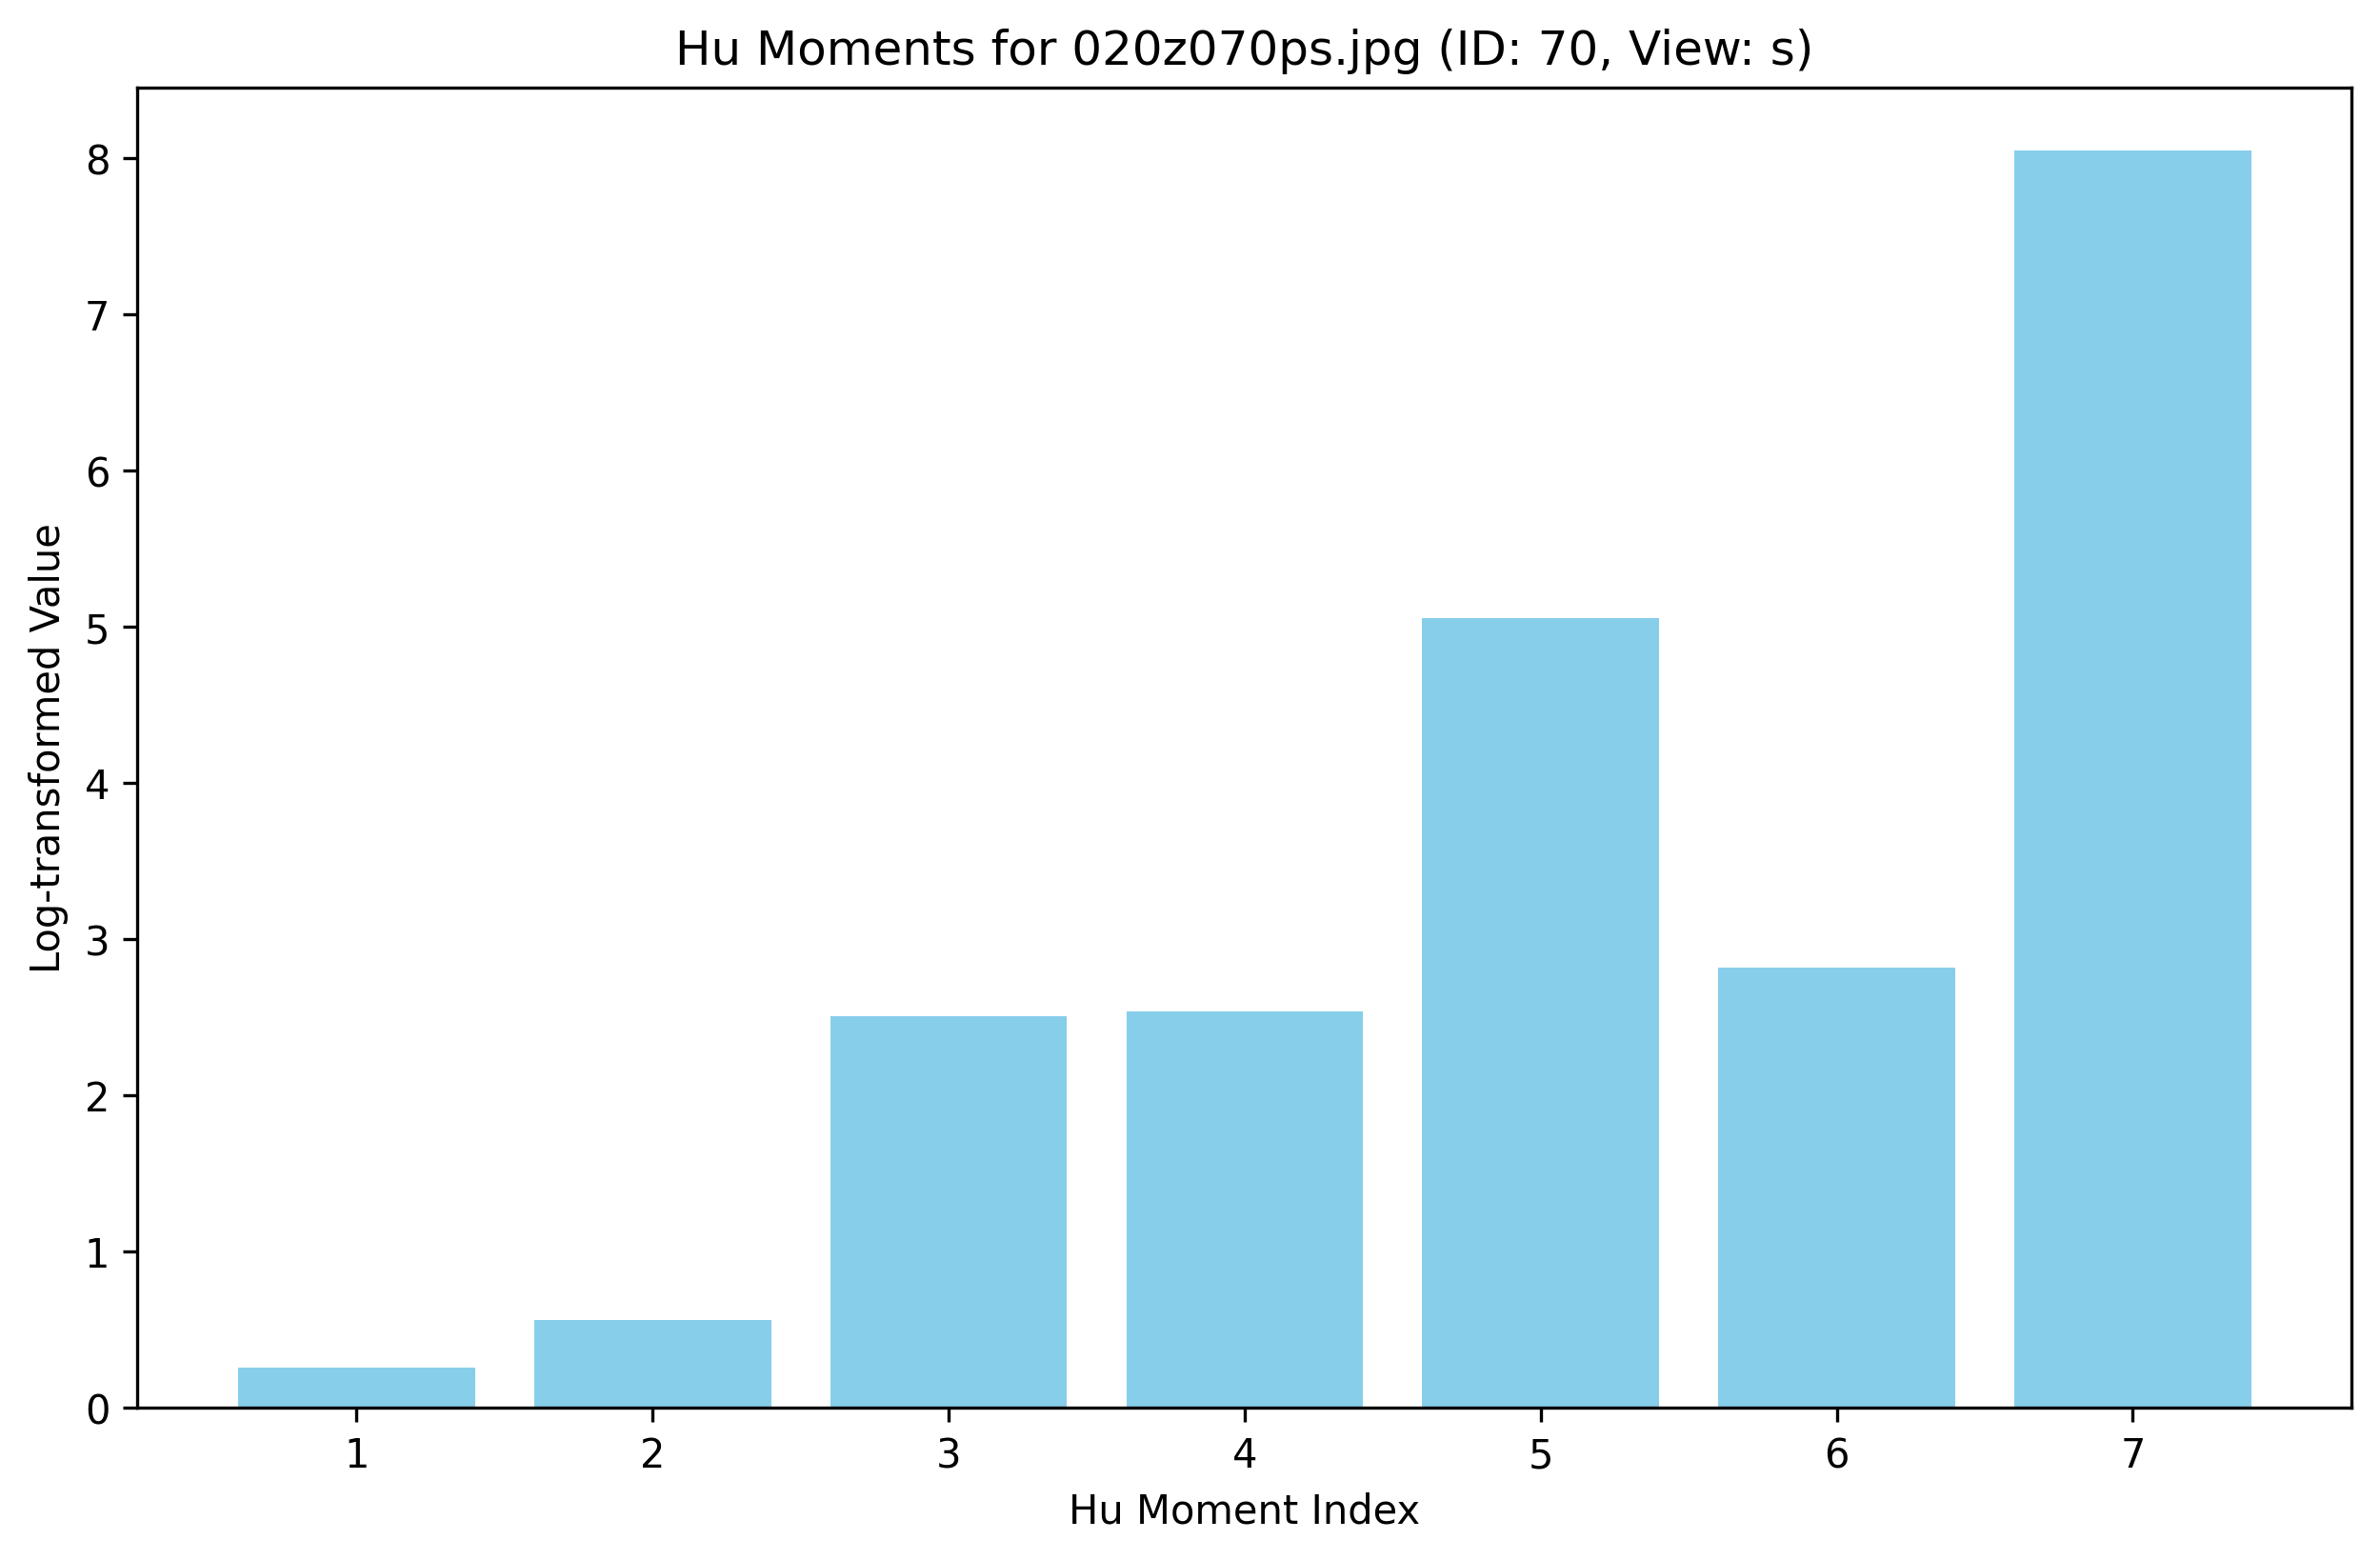 Hu Moments for 020z070ps.jpg (ID: 70, View: s)
Log-transformed Value
8
7
6
5
4
3
2
1
0
1 2 3 4 5 6 7
Hu Moment Index